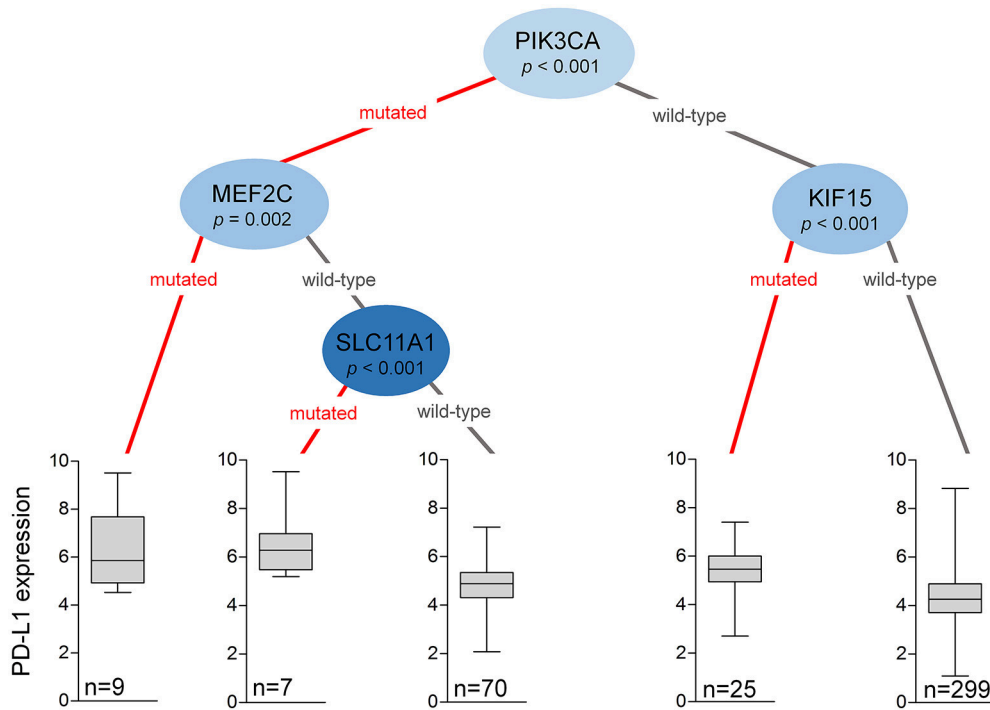 PIK3CA
p < 0.001
mutated
wild-type
MEF2C
p = 0.002
KIF15
p < 0.001
mutated
wild-type
mutated
wild-type
SLC11A1
p < 0.001
mutated
wild-type
PD-L1 expression
10
8
6
4
2
0
n=9
10
8
6
4
2
0
n=7
10
8
6
4
2
0
n=70
10
8
6
4
2
0
n=25
10
8
6
4
2
0
n=299